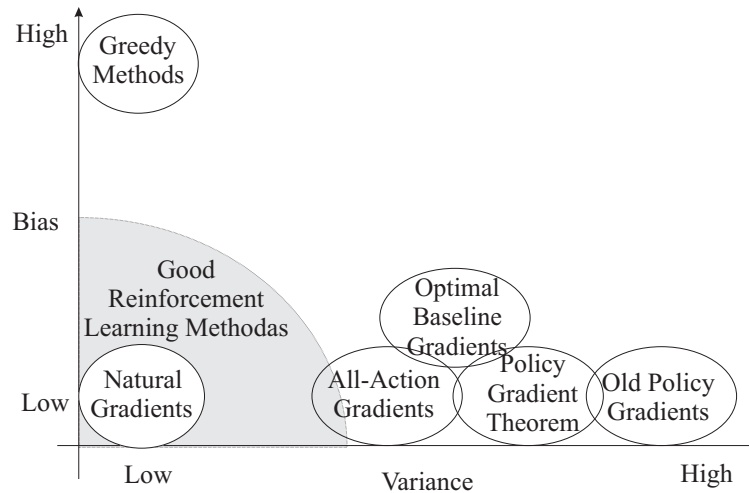 High
Greedy
Methods
Bias
Good
Reinforcement
Learning Methodas
Optimal
Baseline
Gradients
Natural
Gradients
All-Action
Gradients
Policy
Gradient
Theorem
Old Policy
Gradients
Low
Low
Variance
High